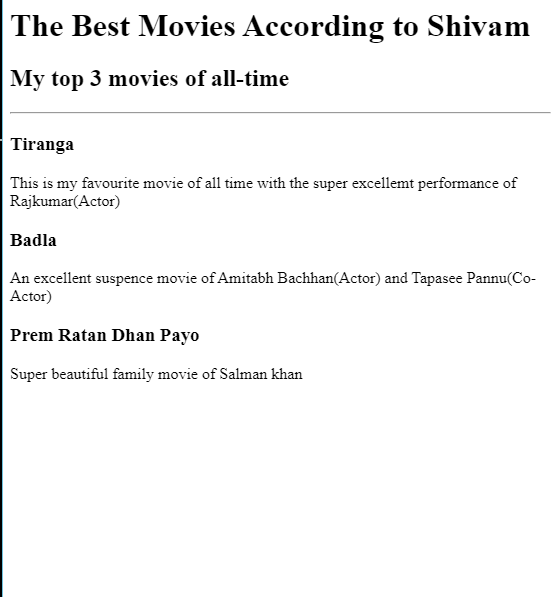 The Best Movies According to Shivam
My top 3 movies of all-time
Tiranga
This is my favourite movie of all time with the super excellemt performance of
Rajkumar(Actor)
Badla
An excellent suspence movie of Amitabh Bachhan(Actor) and Tapasee Pannu(Co-
Actor)
Prem Ratan Dhan Payo
Super beautiful family movie of Salman khan